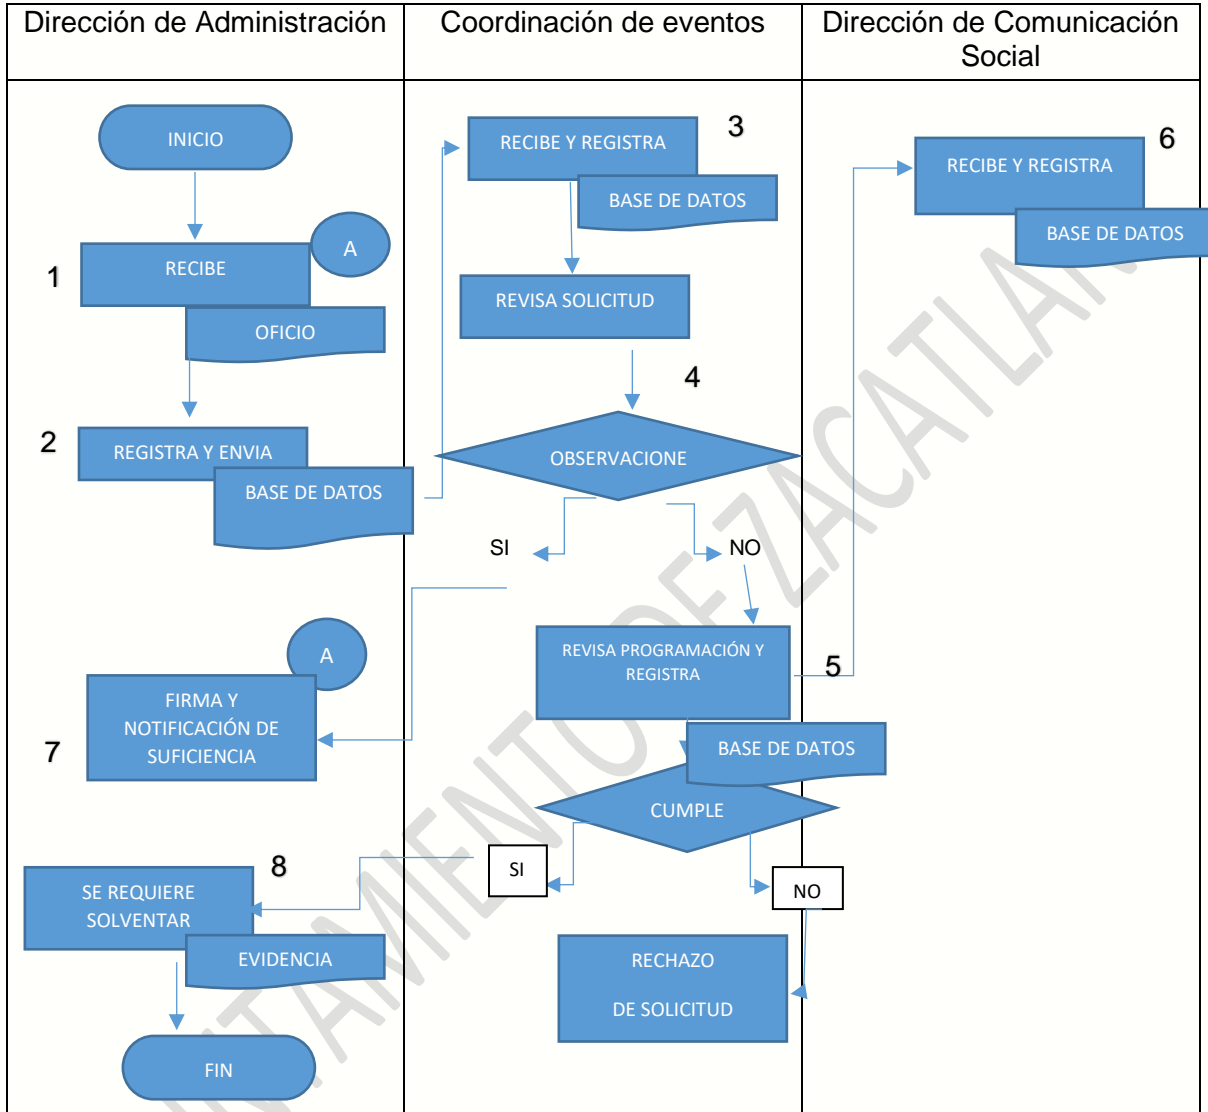 Dirección de Administración
Coordinación de eventos
Dirección de Comunicación
Social
INICIO
1
RECIBE
A
OFICIO
2
REGISTRA Y ENVIA
BASE DE DATOS
3
RECIBE Y REGISTRA
BASE DE DATOS
REVISA SOLICITUD
4
OBSERVACIONE
SI
NO
REVISA PROGRAMACIÓN Y
REGISTRA
5
BASE DE DATOS
6
RECIBE Y REGISTRA
BASE DE DATOS
A
FIRMA Y
NOTIFICACIÓN DE
SUFICIENCIA
7
CUMPLE
SI
NO
RECHAZO
DE SOLICITUD
8
SE REQUIERE
SOLVENTAR
EVIDENCIA
FIN
NTAMIENTO DE ZACATLAN